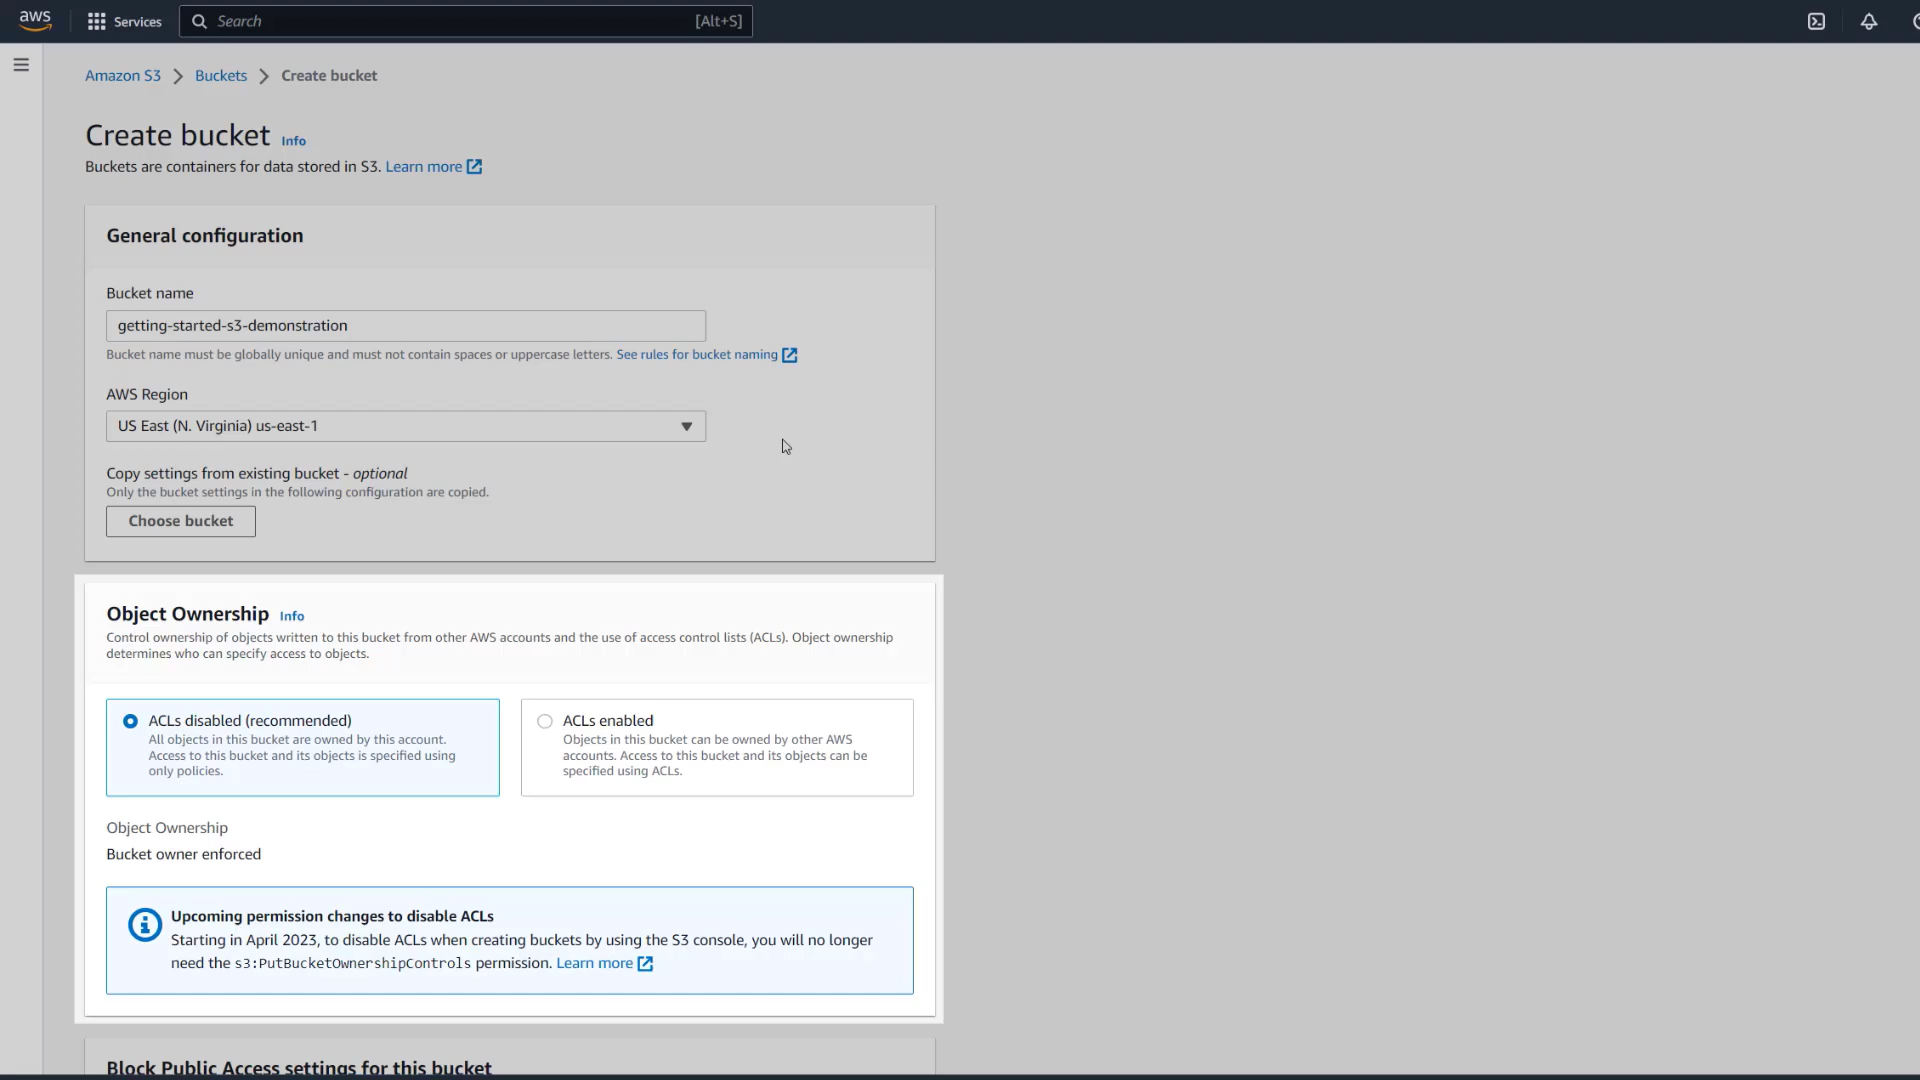 aws Services Search [Alt+S]
Amazon S3 Buckets Create bucket
Create bucket Info
Buckets are containers for data stored in S3. Learn more
General configuration
Bucket name
getting-started-s3-demonstration
Bucket name must be globally unique and must not contain spaces or uppercase letters. See rules for bucket naming
AWS Region
US East (N. Virginia) us-east-1
Copy settings from existing bucket - optional
Only the bucket settings in the following configuration are copied.
Choose bucket
Object Ownership Info
Control ownership of objects written to this bucket from other AWS accounts and the use of access control lists (ACLs). Object ownership
determines who can specify access to objects.
ACLs disabled (recommended)
All objects in this bucket are owned by this account.
Access to this bucket and its objects is specified using
only policies.
ACLs enabled
Objects in this bucket can be owned by other AWS
accounts. Access to this bucket and its objects can be
specified using ACLs.
Object Ownership
Bucket owner enforced
Upcoming permission changes to disable ACLs
Starting in April 2023, to disable ACLs when creating buckets by using the S3 console, you will no longer
need the s3:PutBucketOwnershipControls permission. Learn more
Block Public Access settings for this bucket